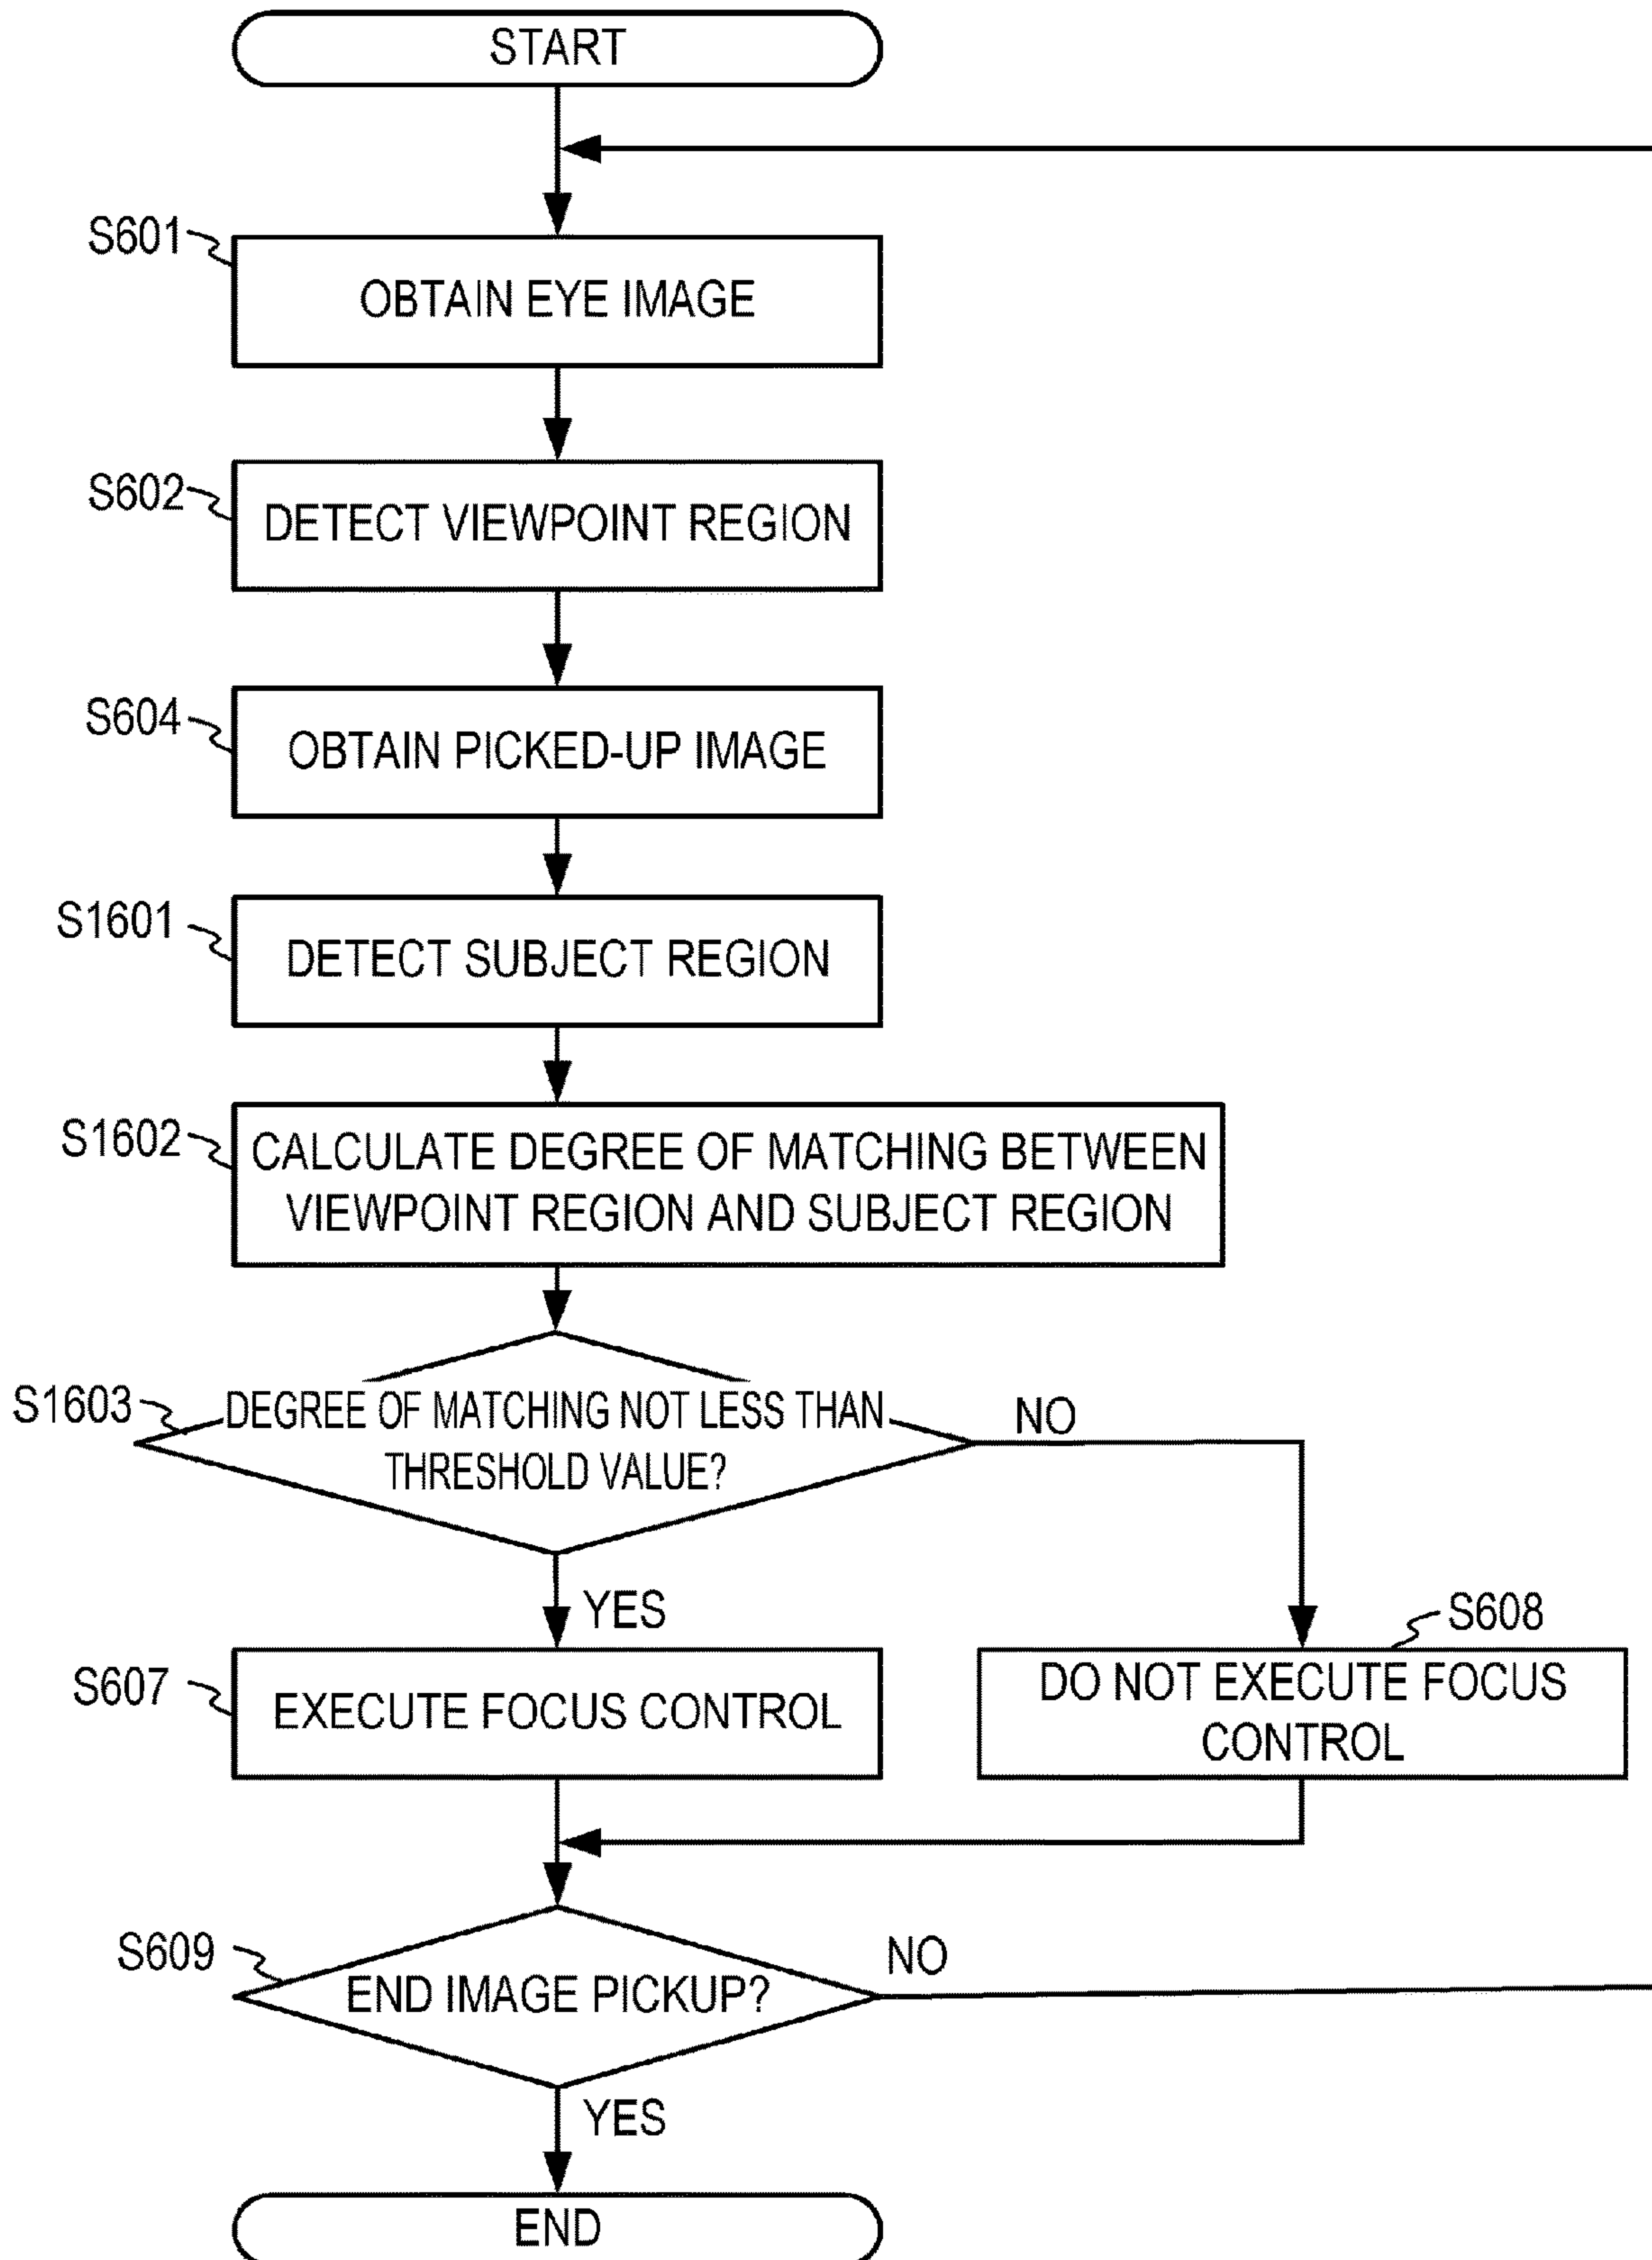 START
S601
OBTAIN EYE IMAGE
S602
DETECT VIEWPOINT REGION
S604
OBTAIN PICKED-UP IMAGE
S1601
DETECT SUBJECT REGION
S1602
CALCULATE DEGREE OF MATCHING BETWEEN
VIEWPOINT REGION AND SUBJECT REGION
S1603
DEGREE OF MATCHING NOT LESS THAN
THRESHOLD VALUE?
NO
YES
S607
EXECUTE FOCUS CONTROL
S608
DO NOT EXECUTE FOCUS
CONTROL
S609
END IMAGE PICKUP?
NO
YES
END